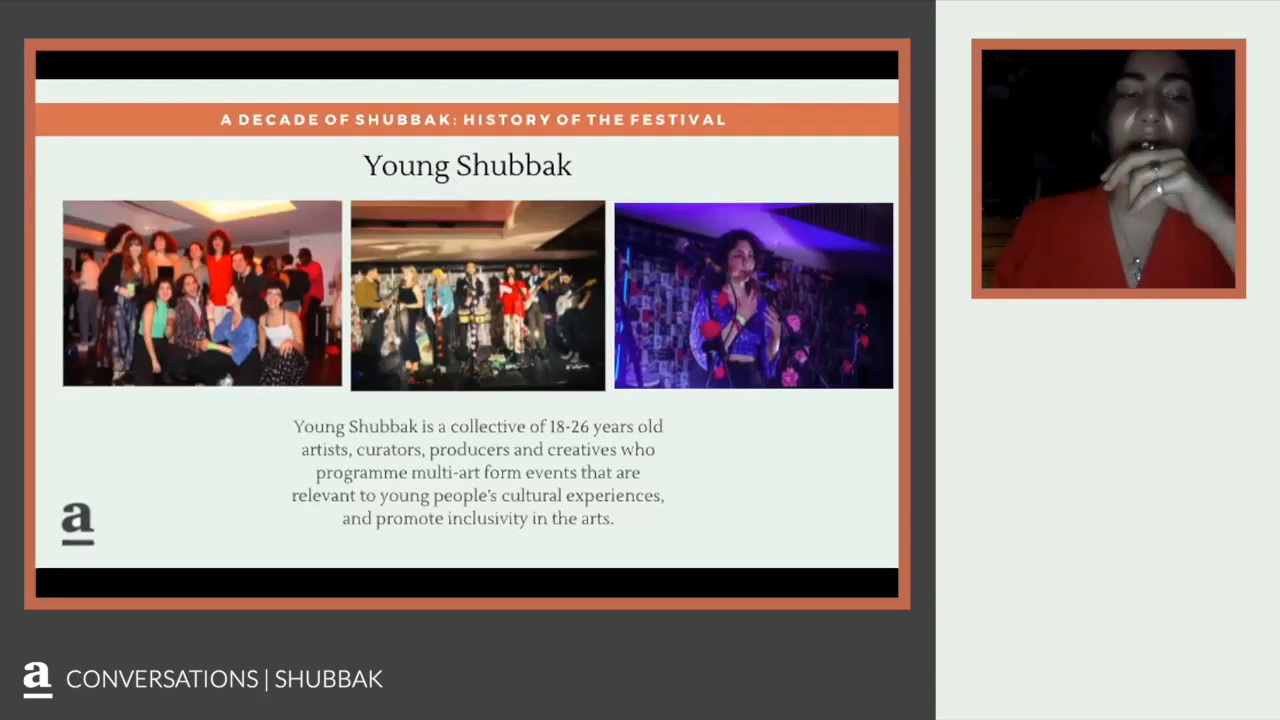 A DECADE OF SHUBBAK: HISTORY OF THE FESTIVAL
Young Shubbak
Young Shubbak is a collective of 18-26 years old
artists, curators, producers and creatives who
programme multi-art form events that are
relevant to young people's cultural experiences,
and promote inclusivity in the arts.
a
a CONVERSATIONS | SHUBBAK